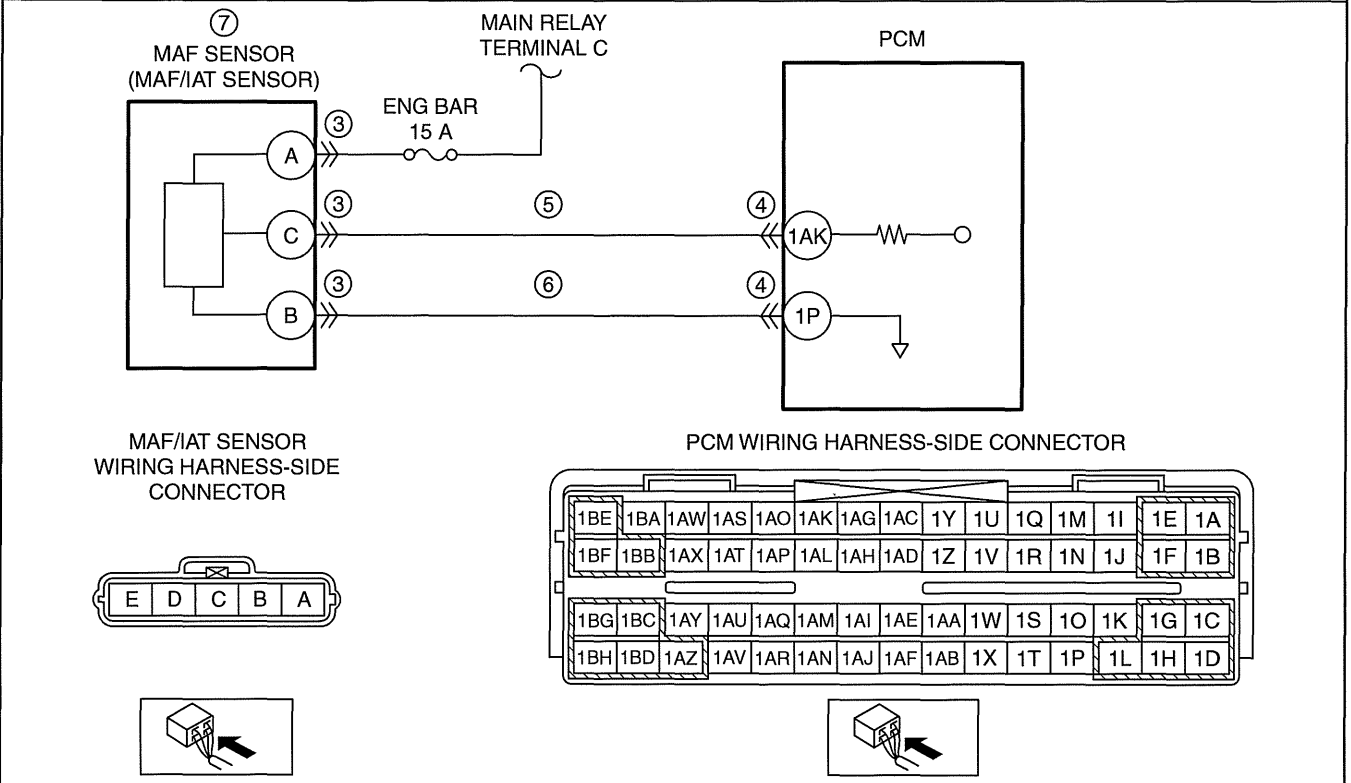 ⑦
MAF SENSOR
(MAF/IAT SENSOR)
MAIN RELAY
TERMINAL C
PCM
ENG BAR
15 A
③
A
③
⑤
④
C
1AK
③
⑥
④
B
1P
MAF/IAT SENSOR
WIRING HARNESS-SIDE
CONNECTOR
E D C B A
PCM WIRING HARNESS-SIDE CONNECTOR
1BE 1BA 1AW 1AS 1AO 1AK 1AG 1AC 1Y 1U 1Q 1M 1I 1E 1A
1BF 1BB 1AX 1AT 1AP 1AL 1AH 1AD 1Z 1V 1R 1N 1J 1F 1B
1BG 1BC 1AY 1AU 1AQ 1AM 1AI 1AE 1AA 1W 1S 1O 1K 1G 1C
1BH 1BD 1AZ 1AV 1AR 1AN 1AJ 1AF 1AB 1X 1T 1P 1L 1H 1D